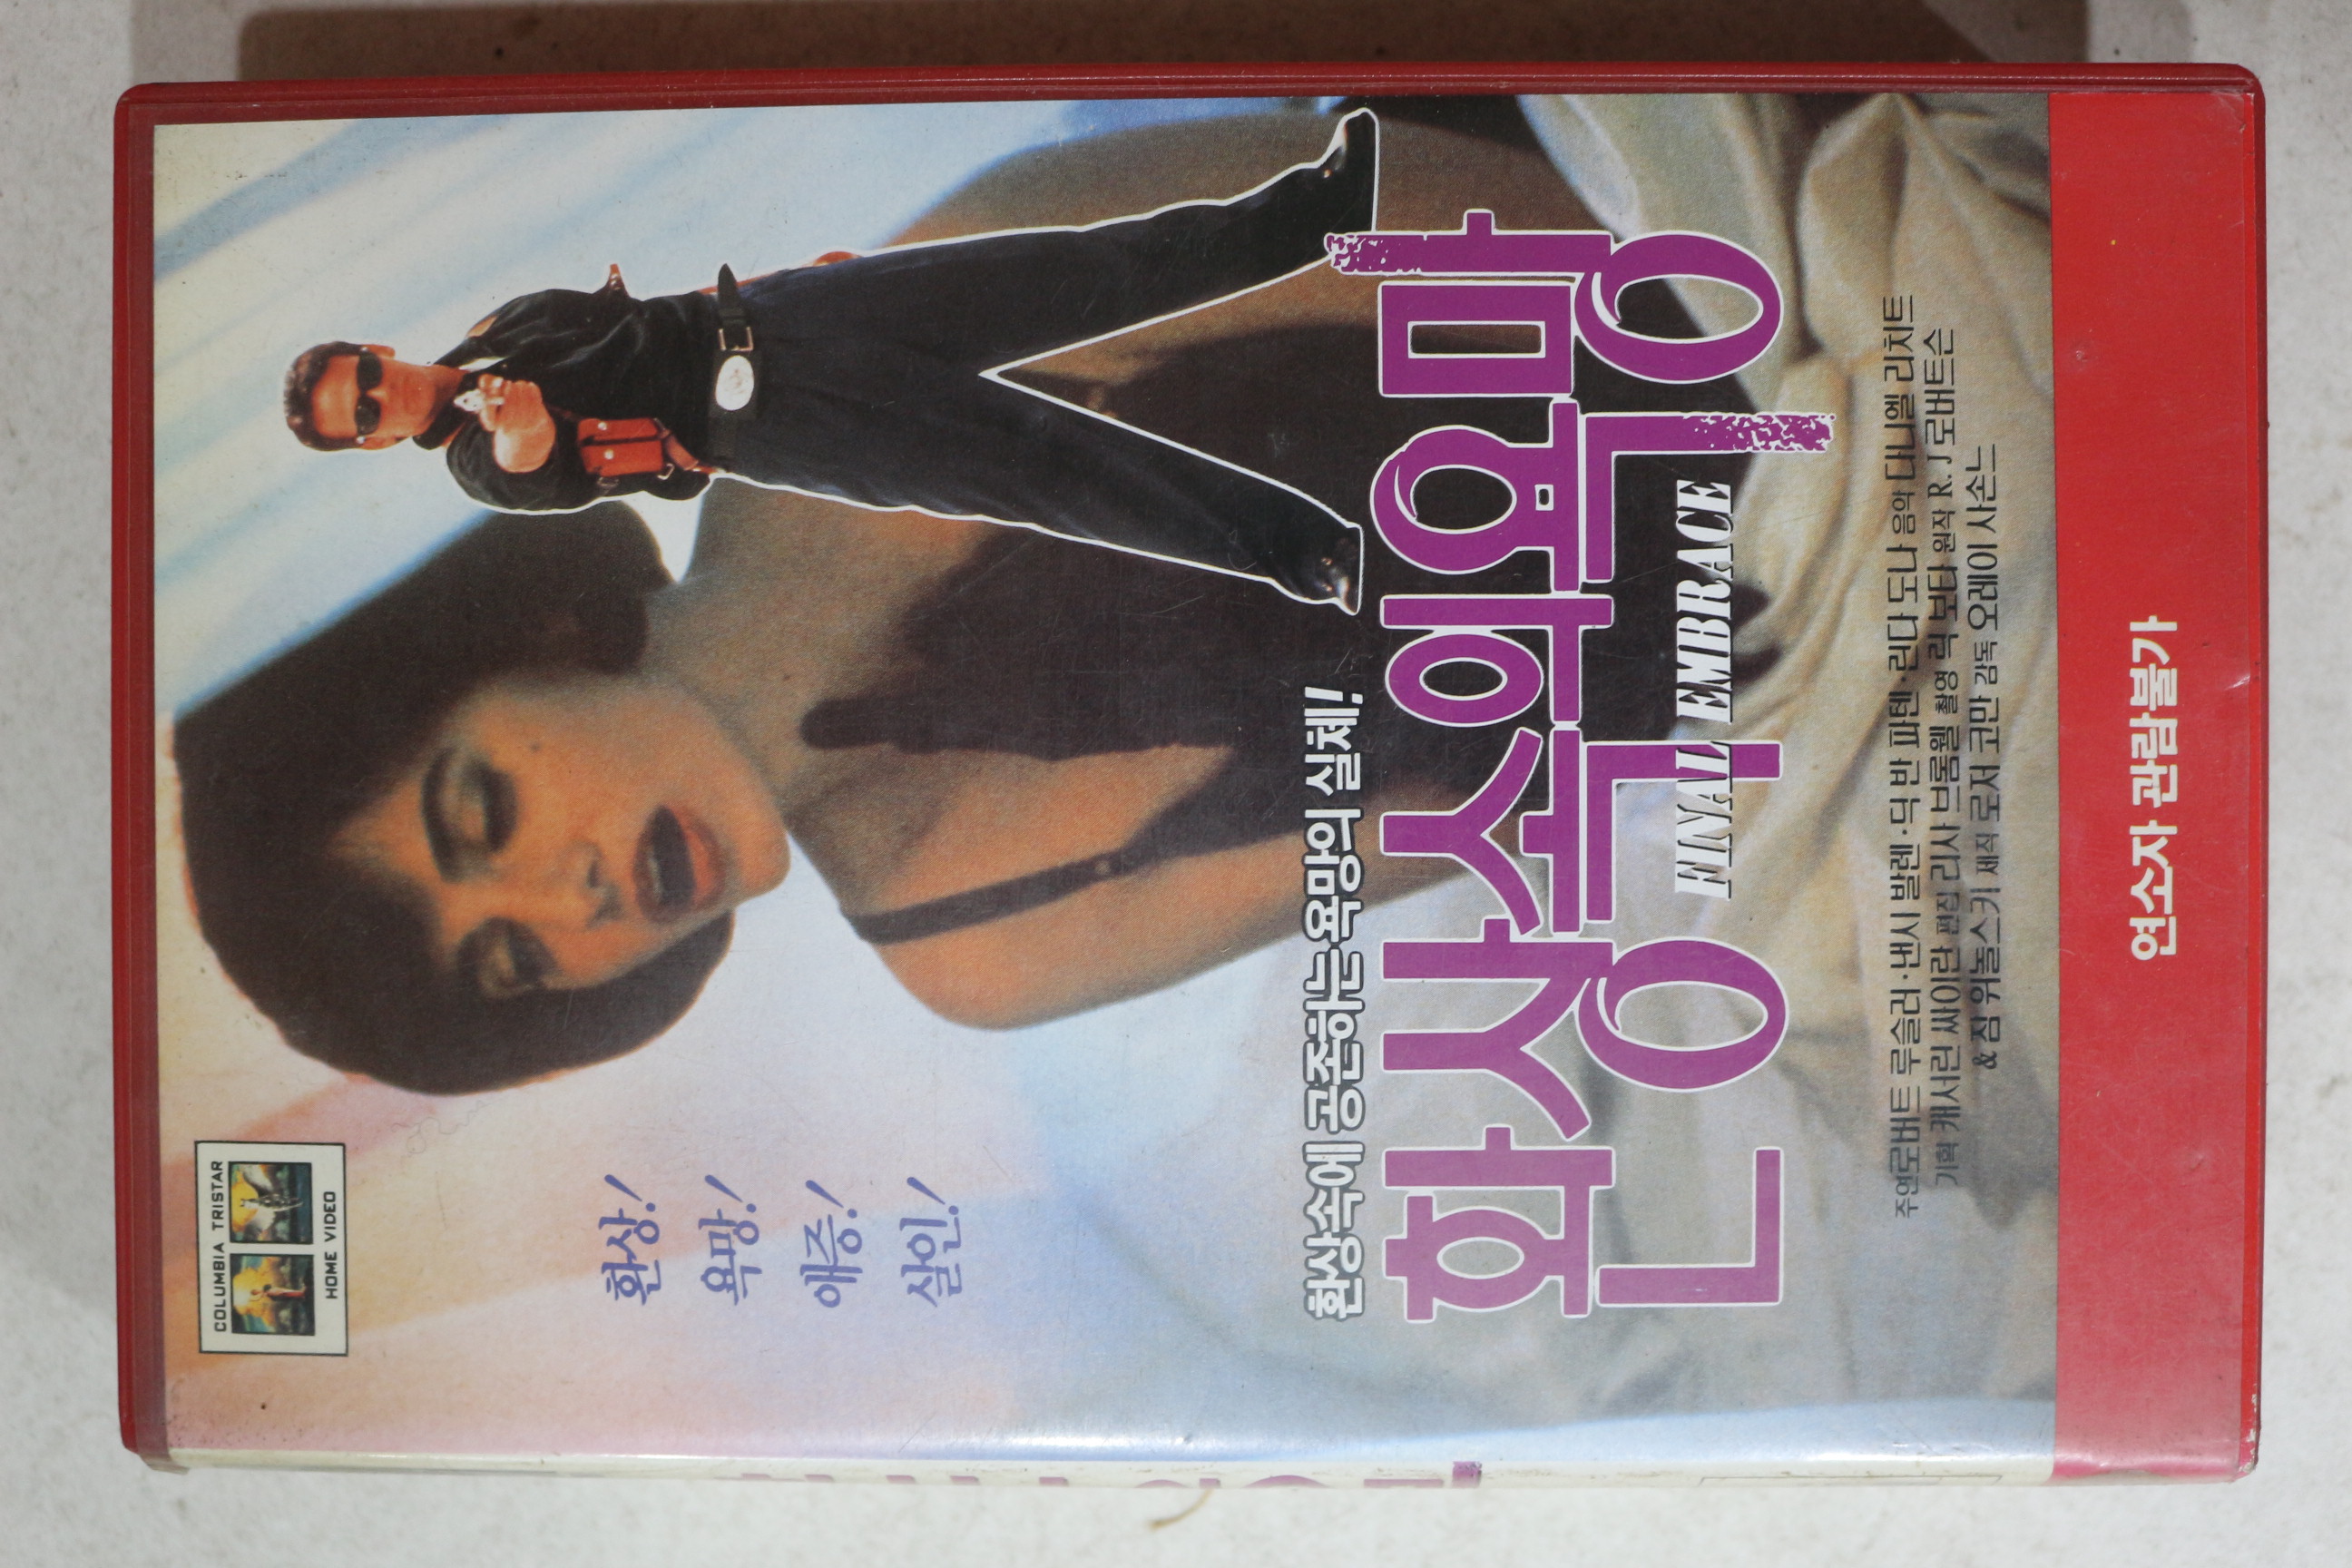 COLUMBIA TRISTAR
HOME VIDEO
환상!
욕망!
애증!
살인!
환상속에 공존하는 욕망의 실체!
환상속의욕망
FINAL EMBRACE
주연 로버트 루슬러·낸시 발렌·딕 반 파텐·린다 도나 음악 다니엘 리치트
기획 캐서린 싸이란 편집 리사 브롬웰 촬영 릭 보타 원작 R. J 로버트슨
& 짐 위놀스키 제작 로저 코만 감독 오레이 사손느
연소자 관람불가